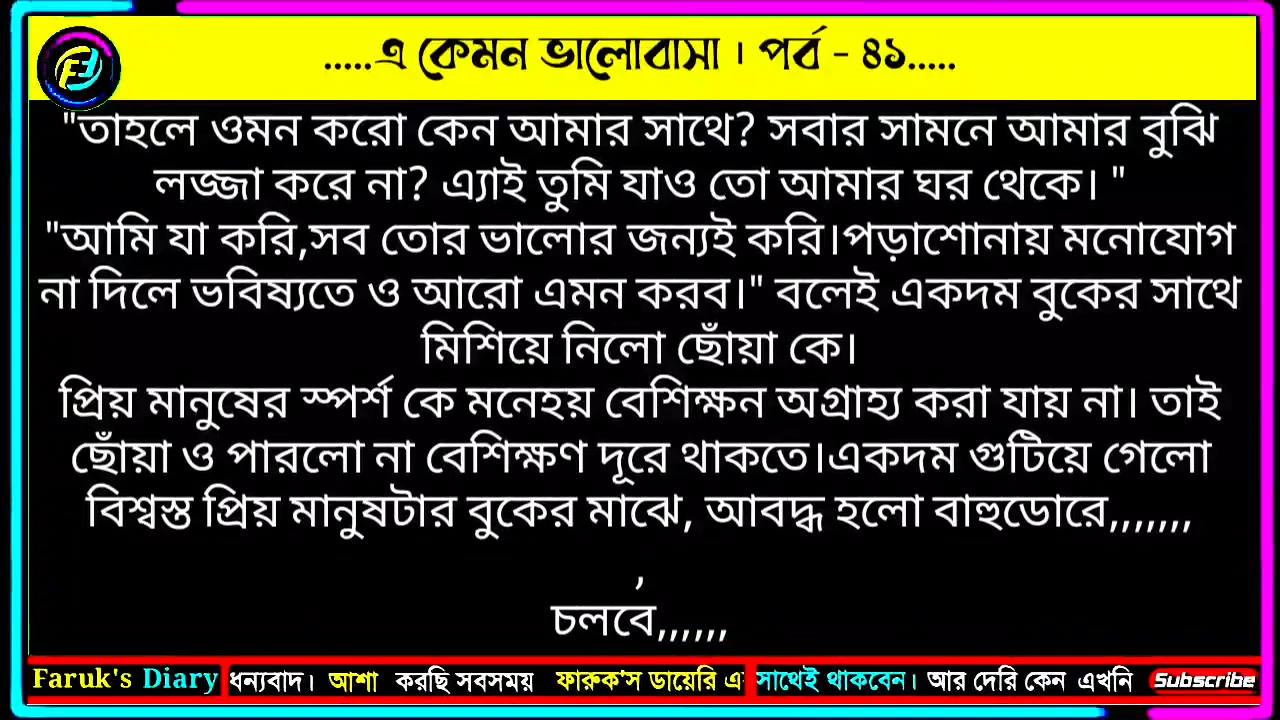 .....এ কেমন ভালোবাসা । পর্ব - ৪১.....
"তাহলে ওমন করো কেন আমার সাথে? সবার সামনে আমার বুঝি
লজ্জা করে না? এ্যাই তুমি যাও তো আমার ঘর থেকে। "
"আমি যা করি,সব তোর ভালোর জন্যই করি।পড়াশোনায় মনোযোগ
না দিলে ভবিষ্যতে ও আরো এমন করব।" বলেই একদম বুকের সাথে
মিশিয়ে নিলো ছোঁয়া কে।
প্রিয় মানুষের স্পর্শ কে মনেহয় বেশিক্ষন অগ্রাহ্য করা যায় না। তাই
ছোঁয়া ও পারলো না বেশিক্ষণ দূরে থাকতে।একদম গুটিয়ে গেলো
বিশ্বস্ত প্রিয় মানুষটার বুকের মাঝে, আবদ্ধ হলো বাহুডোরে,,,,,,,
,
চলবে,,,,,,
Faruk's Diary ধন্যবাদ। আশা করছি সবসময় ফারুক'স ডায়েরি এ সাথেই থাকবেন। আর দেরি কেন এখনি Subscribe